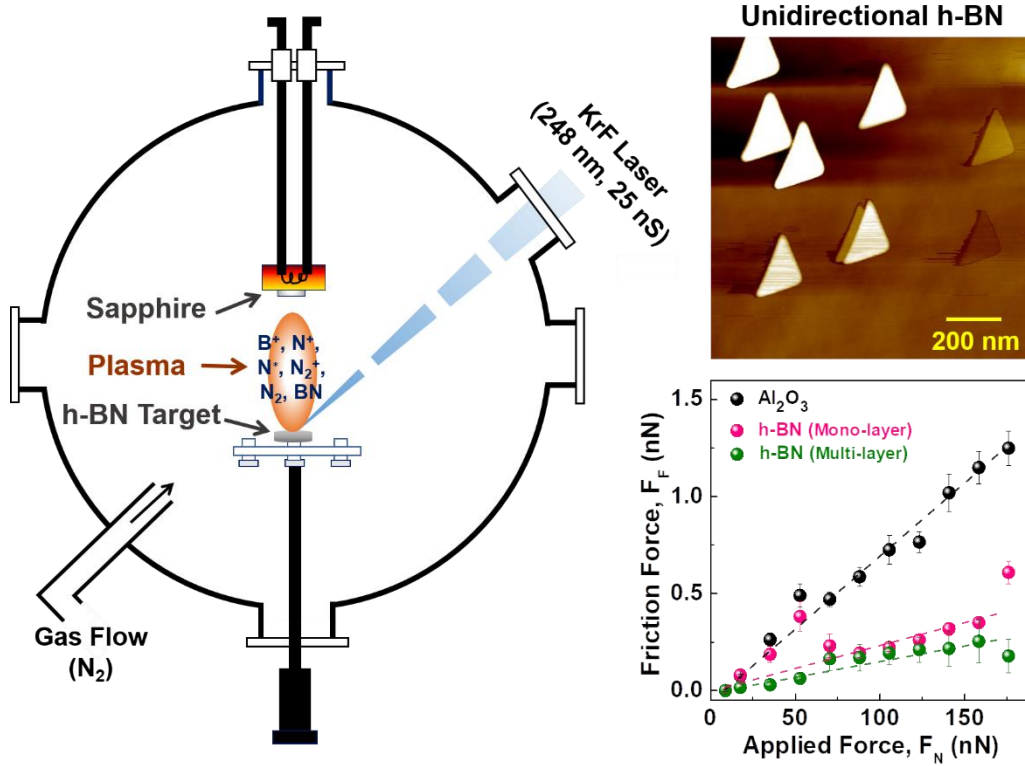 KrF Laser
(248 nm, 25 nS)
Sapphire
Plasma
B⁺, N⁺,
N*, N₂⁺,
N₂, BN
h-BN Target
Gas Flow
(N₂)
Unidirectional h-BN
200 nm
Friction Force, F_F (nN)
1.5
1.0
0.5
0.0
Al₂O₃
h-BN (Mono-layer)
h-BN (Multi-layer)
0 50 100 150
Applied Force, F_N (nN)